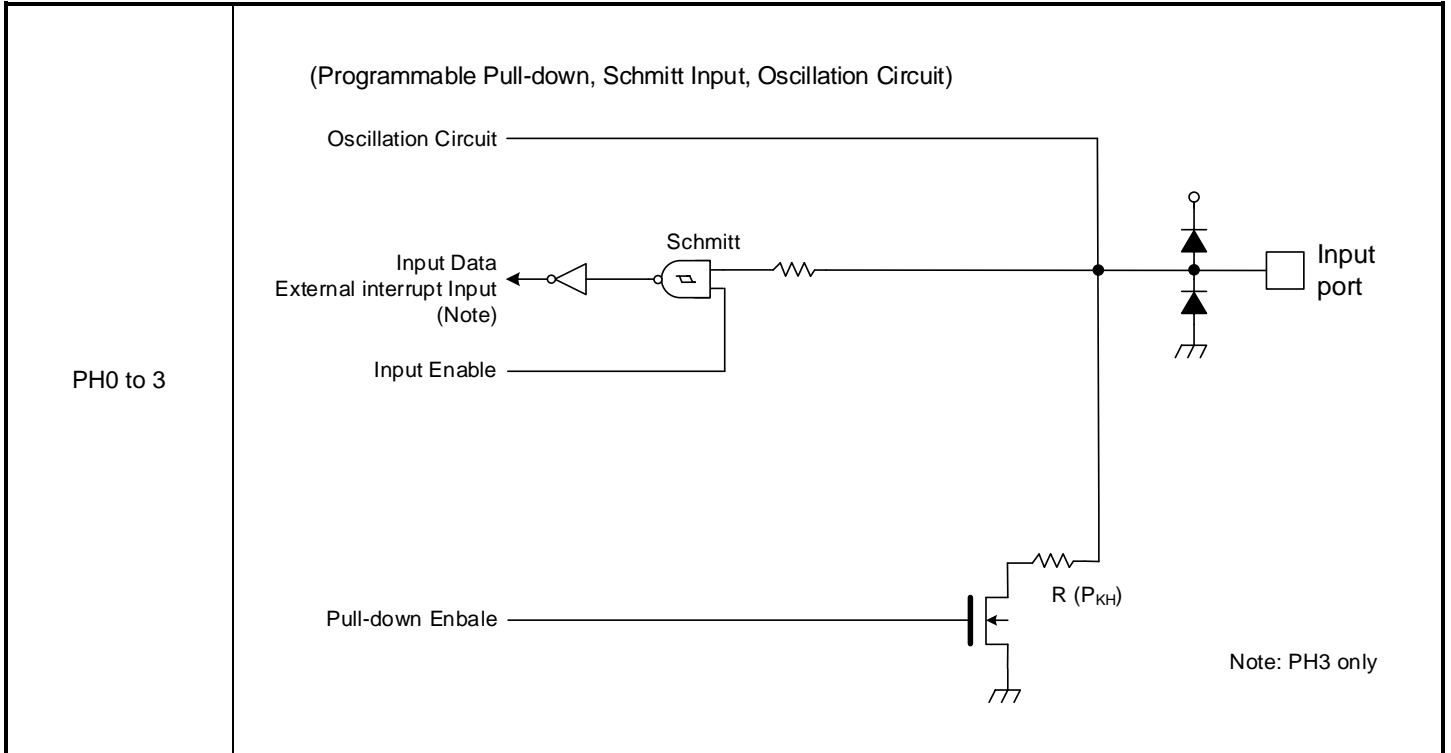 (Programmable Pull-down, Schmitt Input, Oscillation Circuit)
Oscillation Circuit
Schmitt
Input Data
External interrupt Input
(Note)
Input
port
Input Enable
PH0 to 3
R (PKH)
Pull-down Enbale
Note: PH3 only